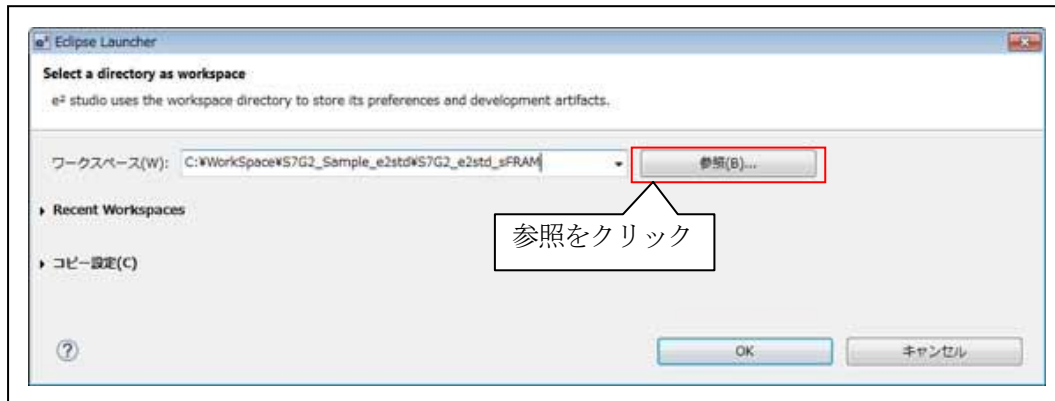 e² Eclipse Launcher
Select a directory as workspace
e² studio uses the workspace directory to store its preferences and development artifacts.
ワークスペース(W): C:¥WorkSpace¥S7G2_Sample_e2std¥S7G2_e2std_sFRAM 参照(B)...
Recent Workspaces
参照をクリック
コピー設定(C)
? OK キャンセル